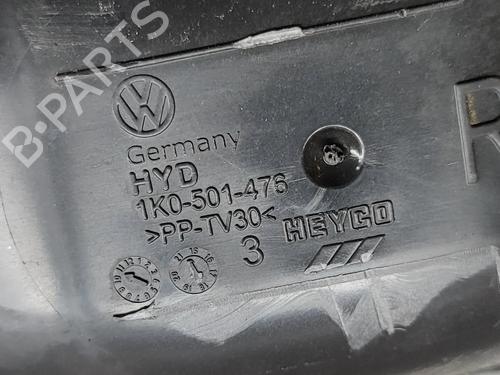 B-PARTS
Germany
HYD
1K0-501-476
>PP-TV30<
3 HEYCO
R